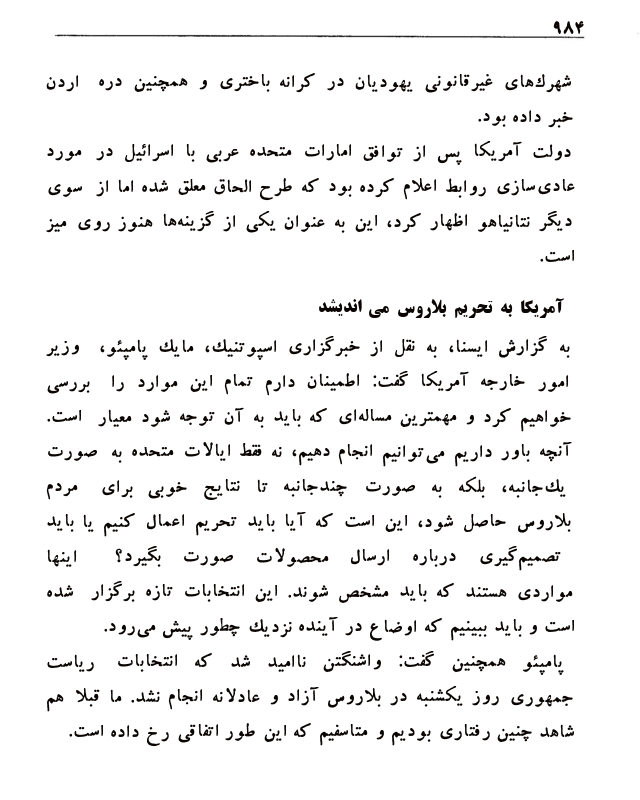 ۹۸۴
شهرك‌های غیرقانونی یهودیان در کرانه باختری و همچنین دره اردن
خبر داده بود.
دولت آمریکا پس از توافق امارات متحده عربی با اسرائیل در مورد
عادی‌سازی روابط اعلام کرده بود که طرح الحاق معلق شده اما از سوی
دیگر نتانیاهو اظهار کرد، این به عنوان یکی از گزینه‌ها هنوز روی میز
است.
آمریکا به تحریم بلاروس می اندیشد
به گزارش ایسنا، به نقل از خبرگزاری اسپوتنیك، مایك پامپئو، وزیر
امور خارجه آمریکا گفت: اطمینان دارم تمام این موارد را بررسی
خواهیم کرد و مهمترین مساله‌ای که باید به آن توجه شود معیار است.
آنچه باور داریم می‌توانیم انجام دهیم، نه فقط ایالات متحده به صورت
یك‌جانبه، بلکه به صورت چندجانبه تا نتایج خوبی برای مردم
بلاروس حاصل شود، این است که آیا باید تحریم اعمال کنیم یا باید
تصمیم‌گیری درباره ارسال محصولات صورت بگیرد؟ اینها
مواردی هستند که باید مشخص شوند. این انتخابات تازه برگزار شده
است و باید ببینیم که اوضاع در آینده نزدیك چطور پیش می‌رود.
پامپئو همچنین گفت: واشنگتن ناامید شد که انتخابات ریاست
جمهوری روز یکشنبه در بلاروس آزاد و عادلانه انجام نشد. ما قبلا هم
شاهد چنین رفتاری بودیم و متاسفیم که این طور اتفاقی رخ داده است.